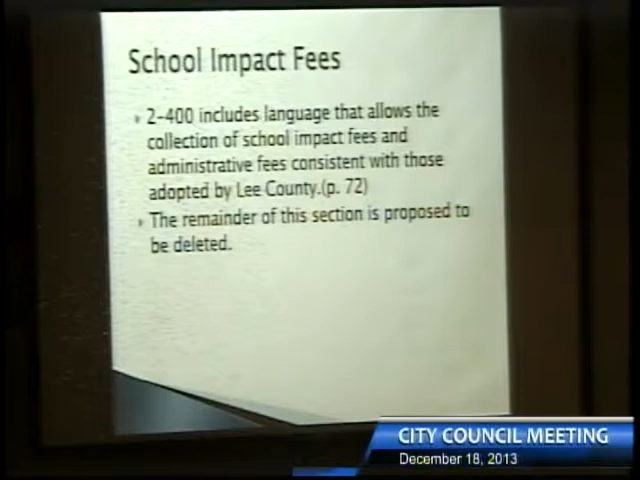 School Impact Fees
2-400 includes language that allows the
collection of school impact fees and
administrative fees consistent with those
adopted by Lee County.(p. 72)
The remainder of this section is proposed to
be deleted.
CITY COUNCIL MEETING
December 18, 2013